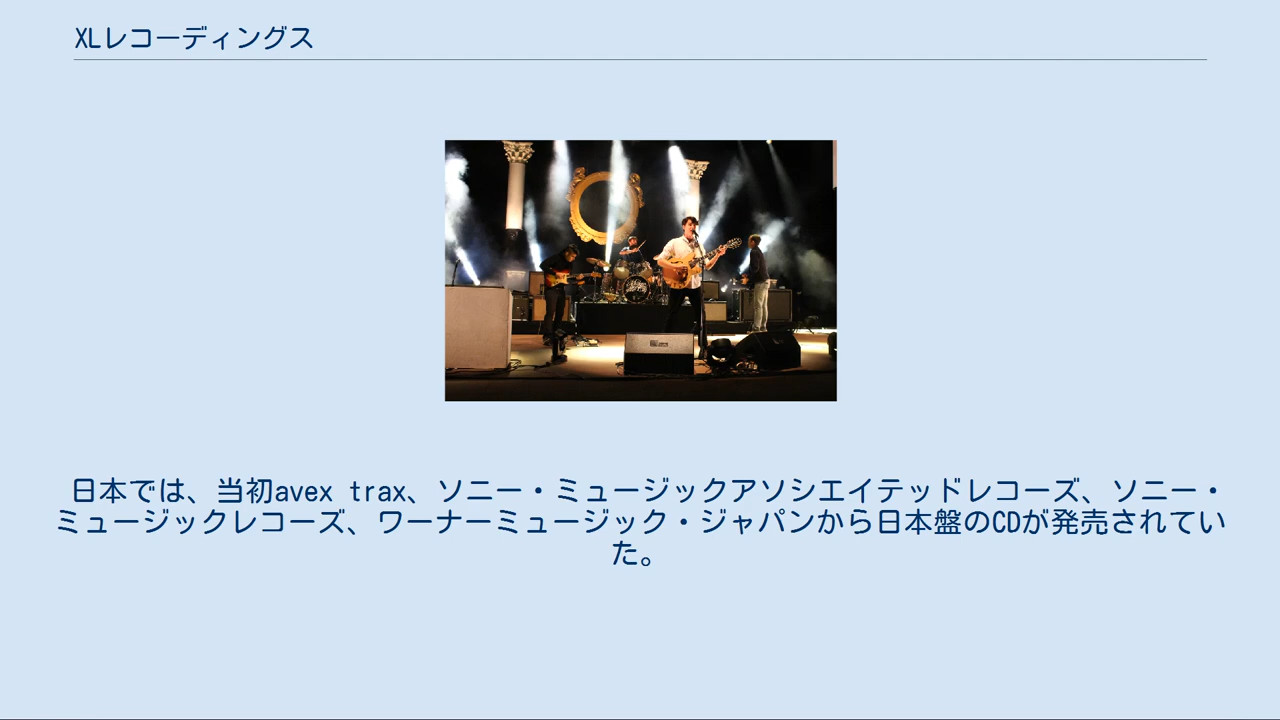 XLレコーディングス
日本では、当初avex trax、ソニー・ミュージックアソシエイテッドレコーズ、ソニー・
ミュージックレコーズ、ワーナーミュージック・ジャパンから日本盤のCDが発売されてい
た。